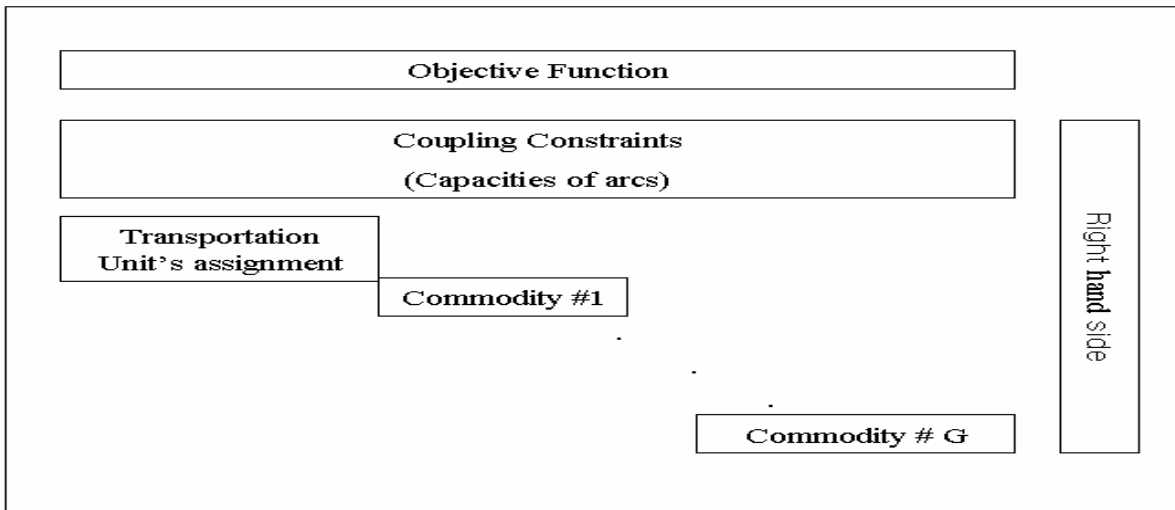 Objective Function
Coupling Constraints
(Capacities of arcs)
Transportation
Unit's assignment
Commodity #1
Commodity # G
Right hand side